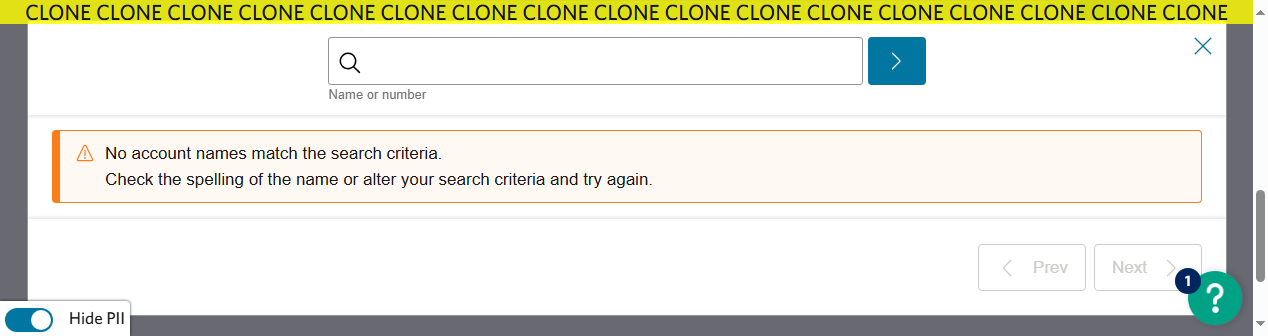 CLONE CLONE CLONE CLONE CLONE CLONE CLONE CLONE CLONE CLONE CLONE CLONE CLONE CLONE CLONE CLONE CLONE
Name or number
No account names match the search criteria.
Check the spelling of the name or alter your search criteria and try again.
Prev
Next
1
?
Hide PII